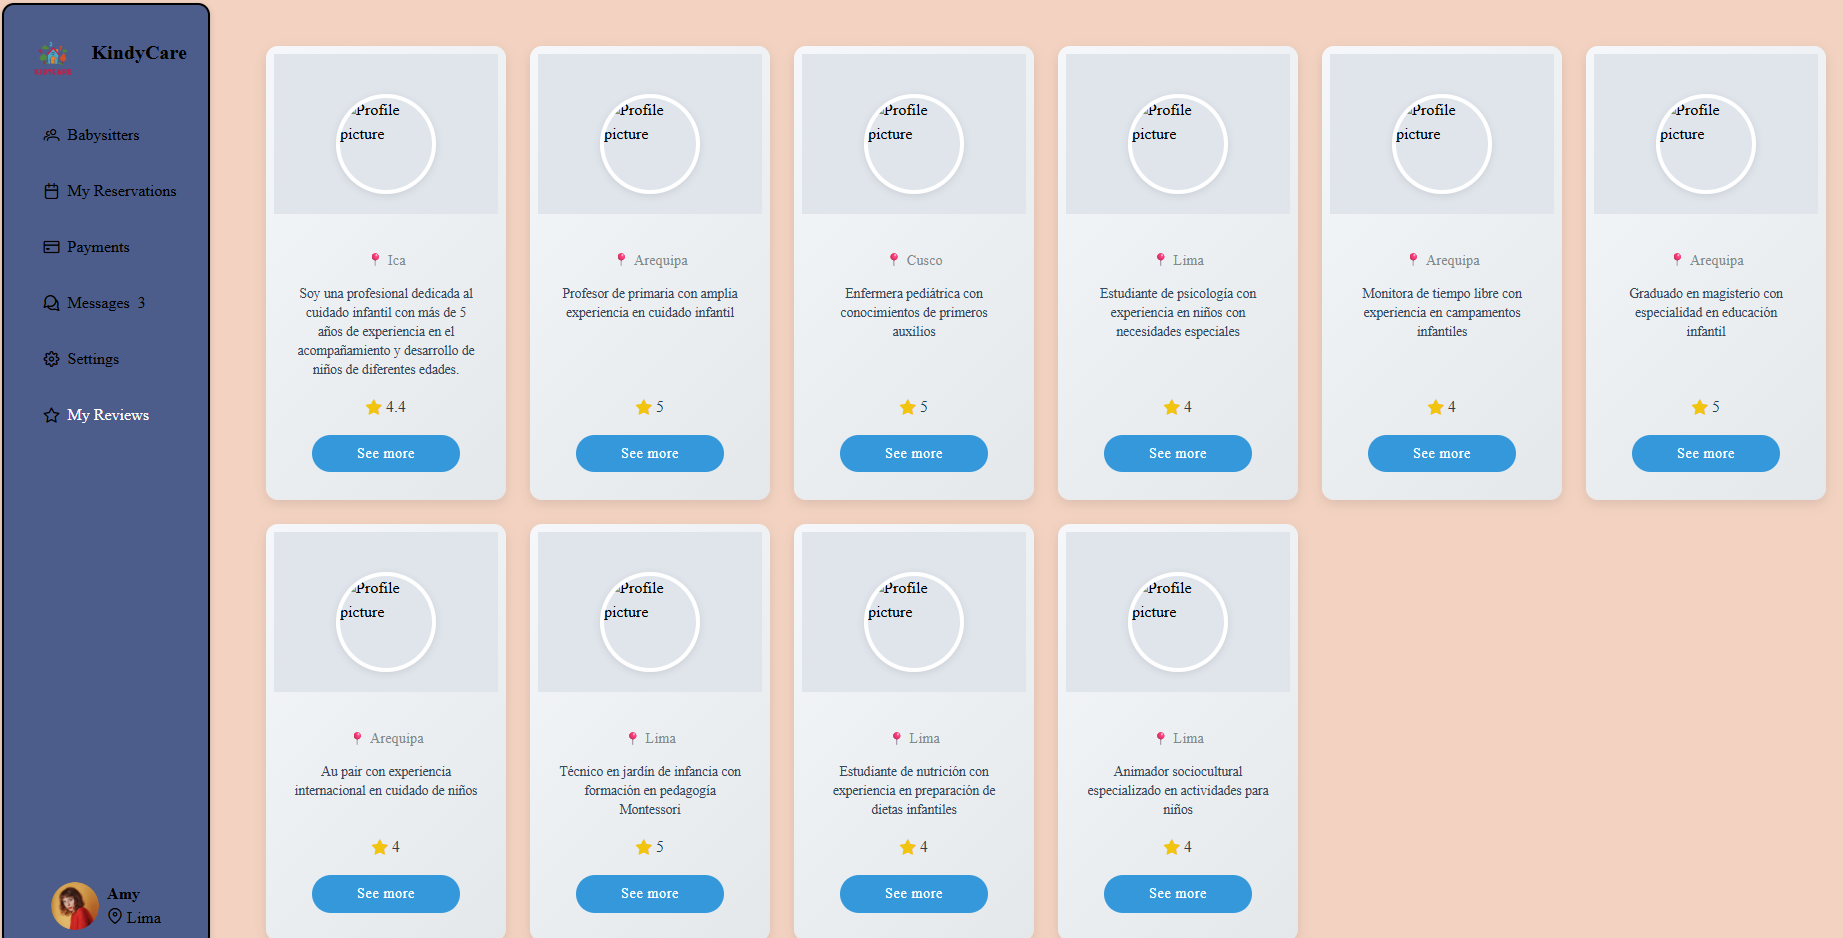 KindyCare
Babysitters
My Reservations
Payments
Messages 3
Settings
My Reviews
Amy
Lima
Profile
picture
Ica
Soy una profesional dedicada al
cuidado infantil con más de 5
años de experiencia en el
acompañamiento y desarrollo de
niños de diferentes edades.
4.4
See more
Profile
picture
Arequipa
Profesor de primaria con amplia
experiencia en cuidado infantil
5
See more
Profile
picture
Cusco
Enfermera pediátrica con
conocimientos de primeros
auxilios
5
See more
Profile
picture
Lima
Estudiante de psicología con
experiencia en niños con
necesidades especiales
4
See more
Profile
picture
Arequipa
Monitora de tiempo libre con
experiencia en campamentos
infantiles
4
See more
Profile
picture
Arequipa
Graduado en magisterio con
especialidad en educación
infantil
5
See more
Profile
picture
Arequipa
Au pair con experiencia
internacional en cuidado de niños
4
See more
Profile
picture
Lima
Técnico en jardín de infancia con
formación en pedagogía
Montessori
5
See more
Profile
picture
Lima
Estudiante de nutrición con
experiencia en preparación de
dietas infantiles
4
See more
Profile
picture
Lima
Animador sociocultural
especializado en actividades para
niños
4
See more